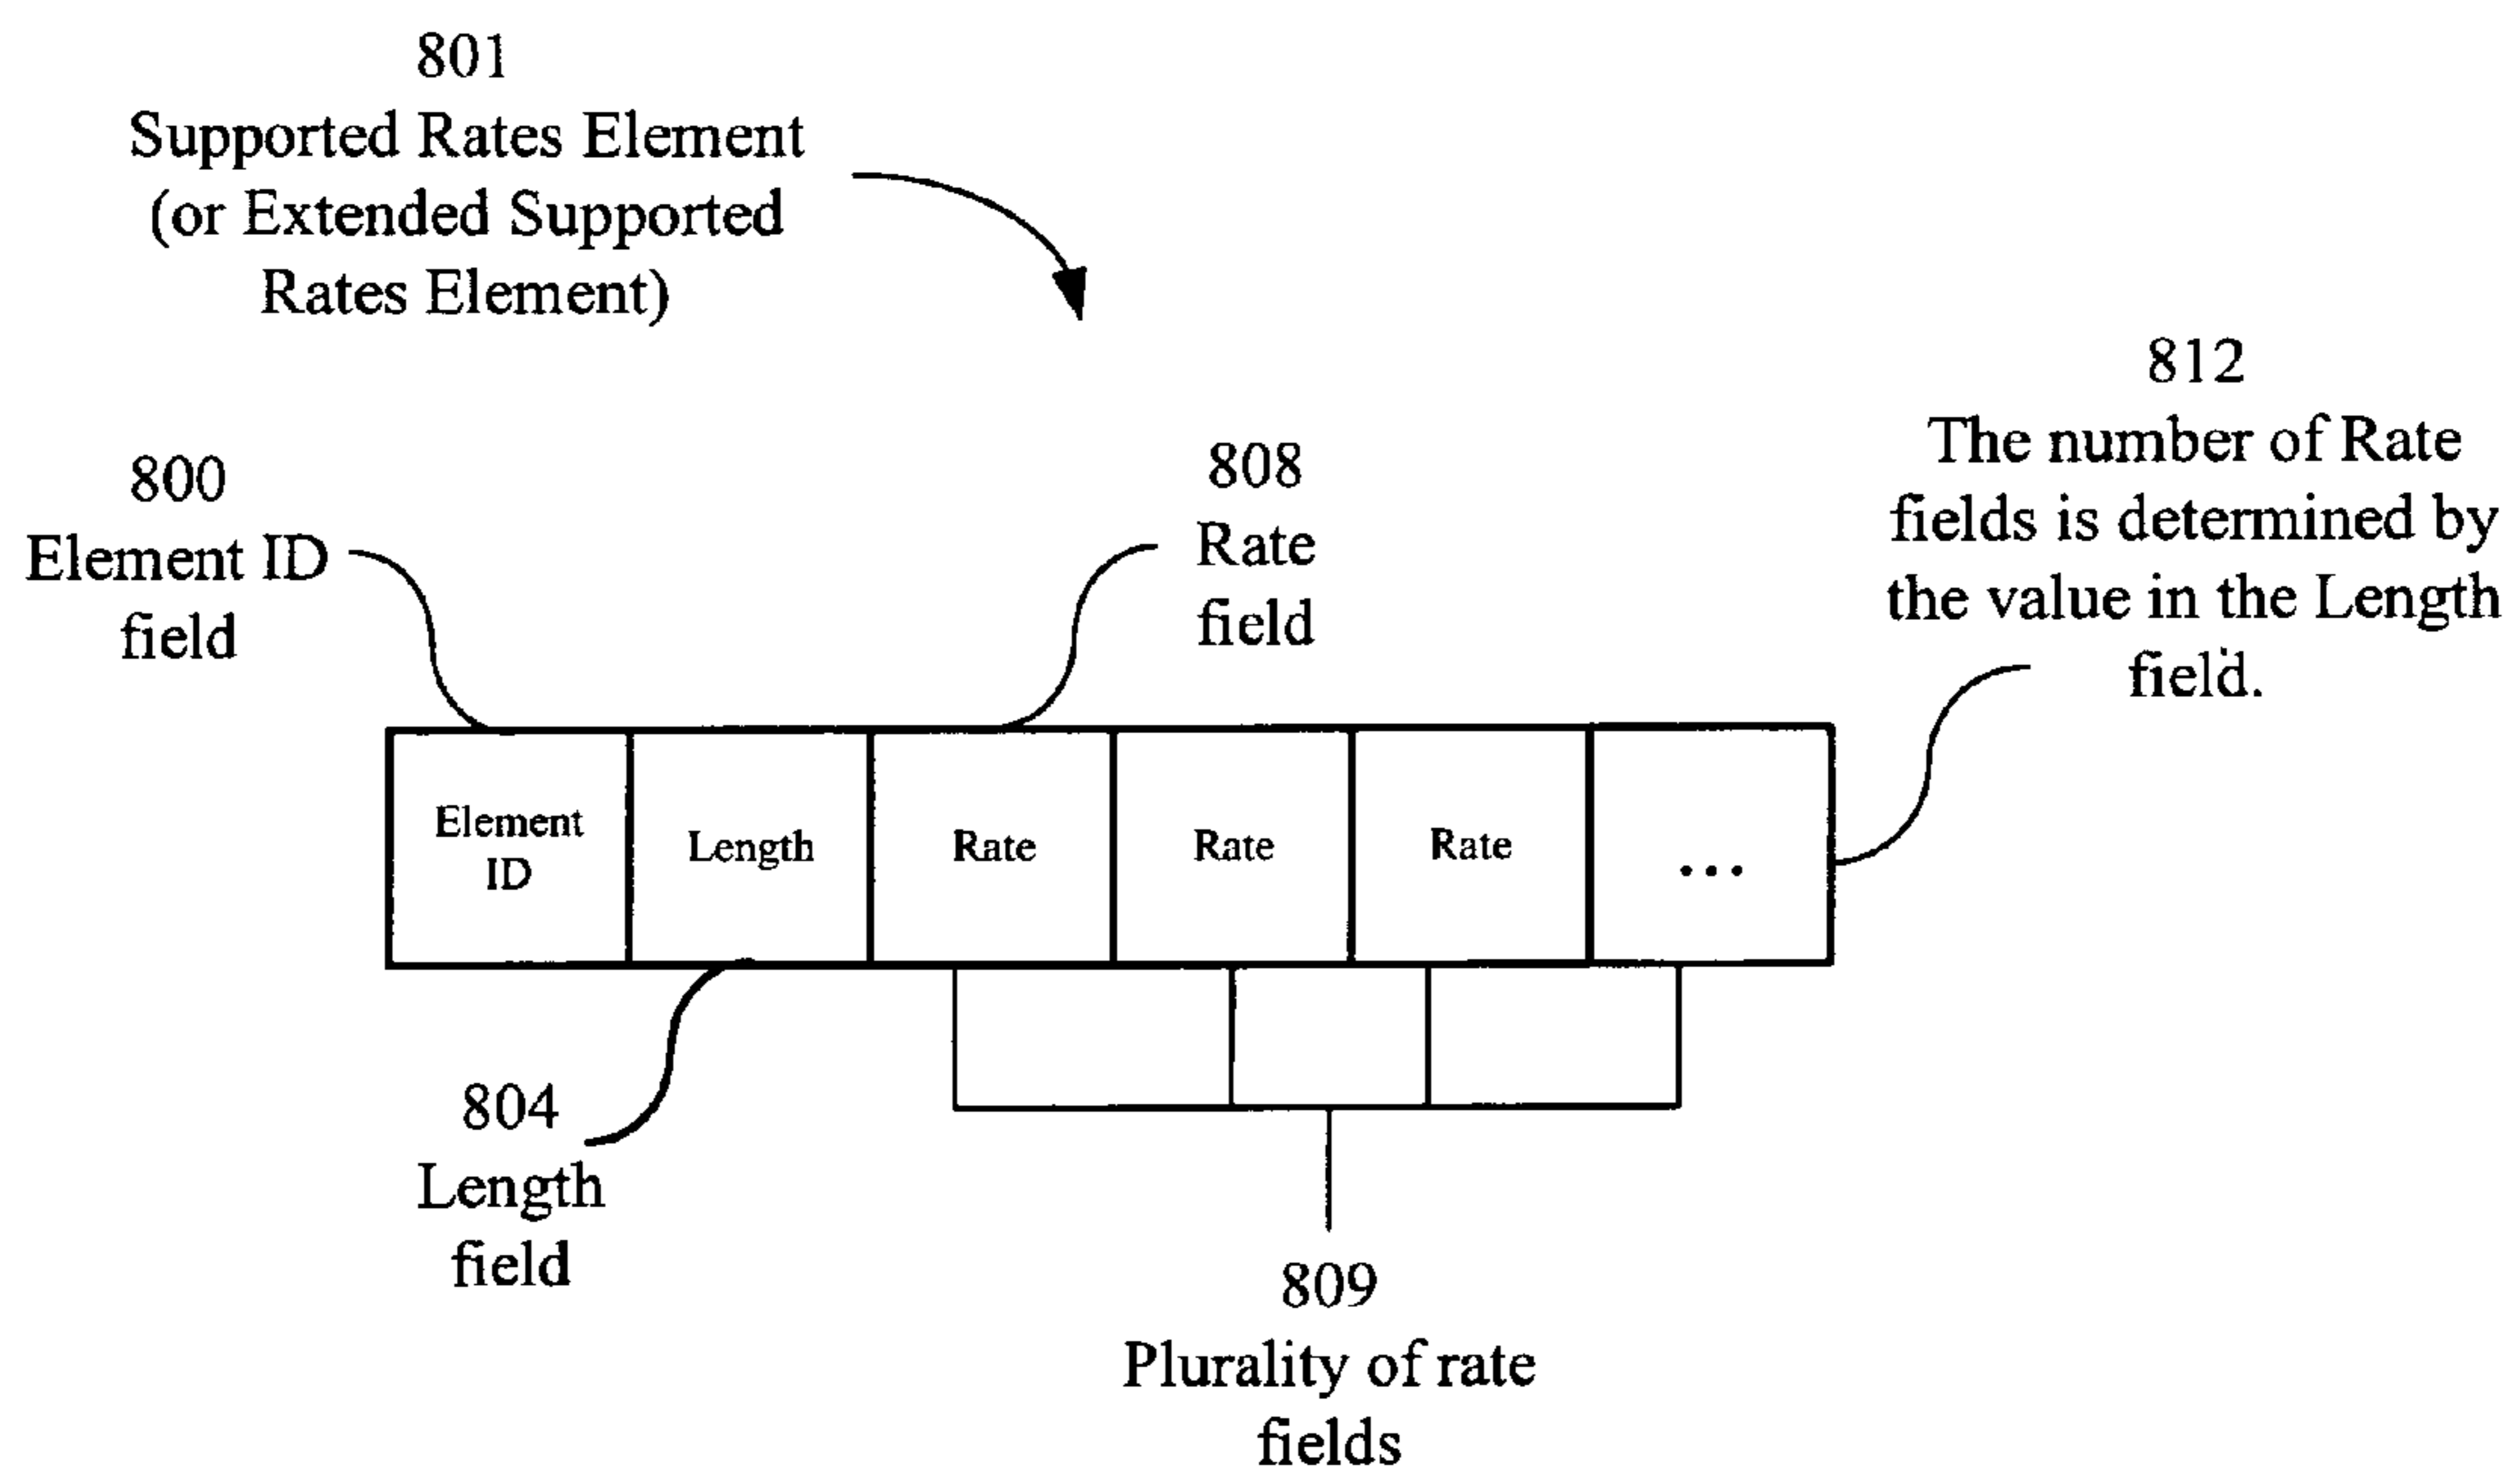 801
Supported Rates Element
(or Extended Supported
Rates Element)
812
The number of Rate
fields is determined by
the value in the Length
field.
800
Element ID
field
808
Rate
field
Element
ID
Length
Rate
Rate
Rate
...
804
Length
field
809
Plurality of rate
fields